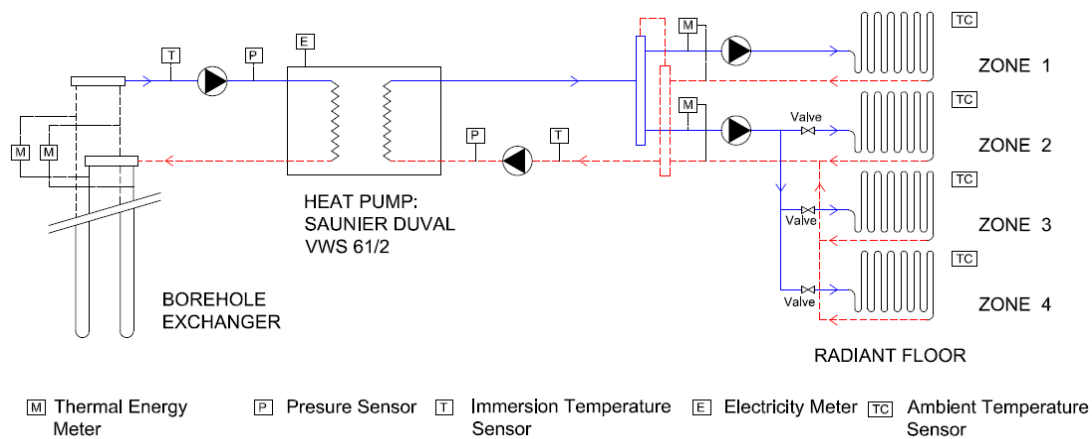 TC
M
T
P
E
ZONE 1
M
TC
Valve
M
M
P
T
ZONE 2
HEAT PUMP:
SAUNIER DUVAL
VWS 61/2
TC
Valve
ZONE 3
TC
BOREHOLE
EXCHANGER
Valve
ZONE 4
RADIANT FLOOR
M Thermal Energy
Meter
P Presure Sensor
T Immersion Temperature
Sensor
E Electricity Meter
TC Ambient Temperature
Sensor